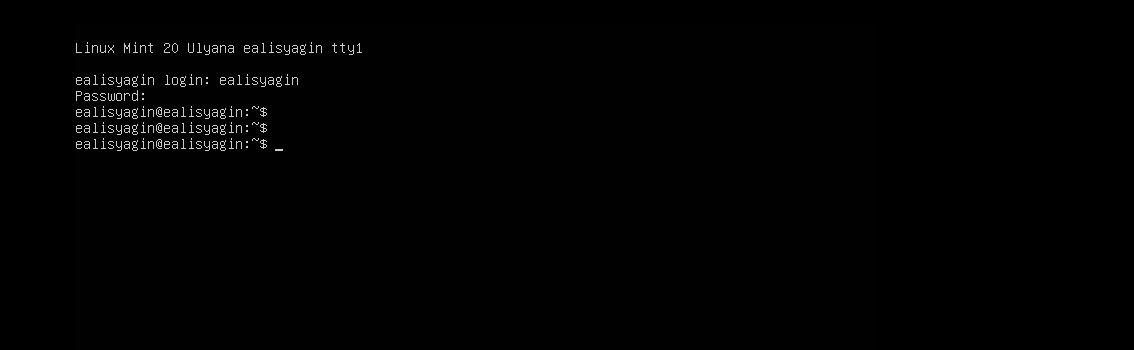 Linux Mint 20 Ulyana ealisyagin tty1
ealisyagin login: ealisyagin
Password:
ealisyagin@ealisyagin:~$
ealisyagin@ealisyagin:~$
ealisyagin@ealisyagin:~$ _